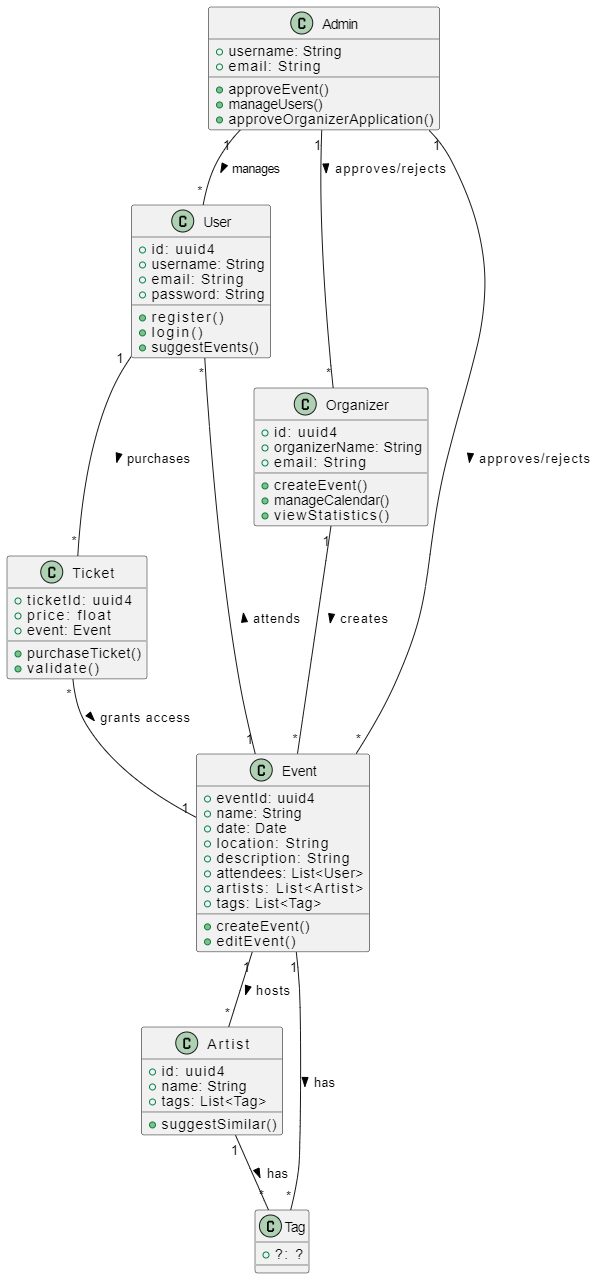 C Admin
username: String
email: String
approveEvent()
manageUsers()
approveOrganizerApplication()
1 1 1
manages approves/rejects
* 
C User
id: uuid4
username: String
email: String
password: String
register()
login()
suggestEvents()
1 * *
C Organizer
id: uuid4
organizerName: String
email: String
createEvent()
manageCalendar()
viewStatistics()
purchases approves/rejects
1
*
C Ticket
ticketId: uuid4
price: float
event: Event
purchaseTicket()
validate()
attends creates
*
grants access
1 * *
C Event
eventId: uuid4
name: String
date: Date
location: String
description: String
attendees: List<User>
artists: List<Artist>
tags: List<Tag>
createEvent()
editEvent()
1
1 1
hosts
*
C Artist
id: uuid4
name: String
tags: List<Tag>
suggestSimilar()
has
1
has
* *
C Tag
?: ?